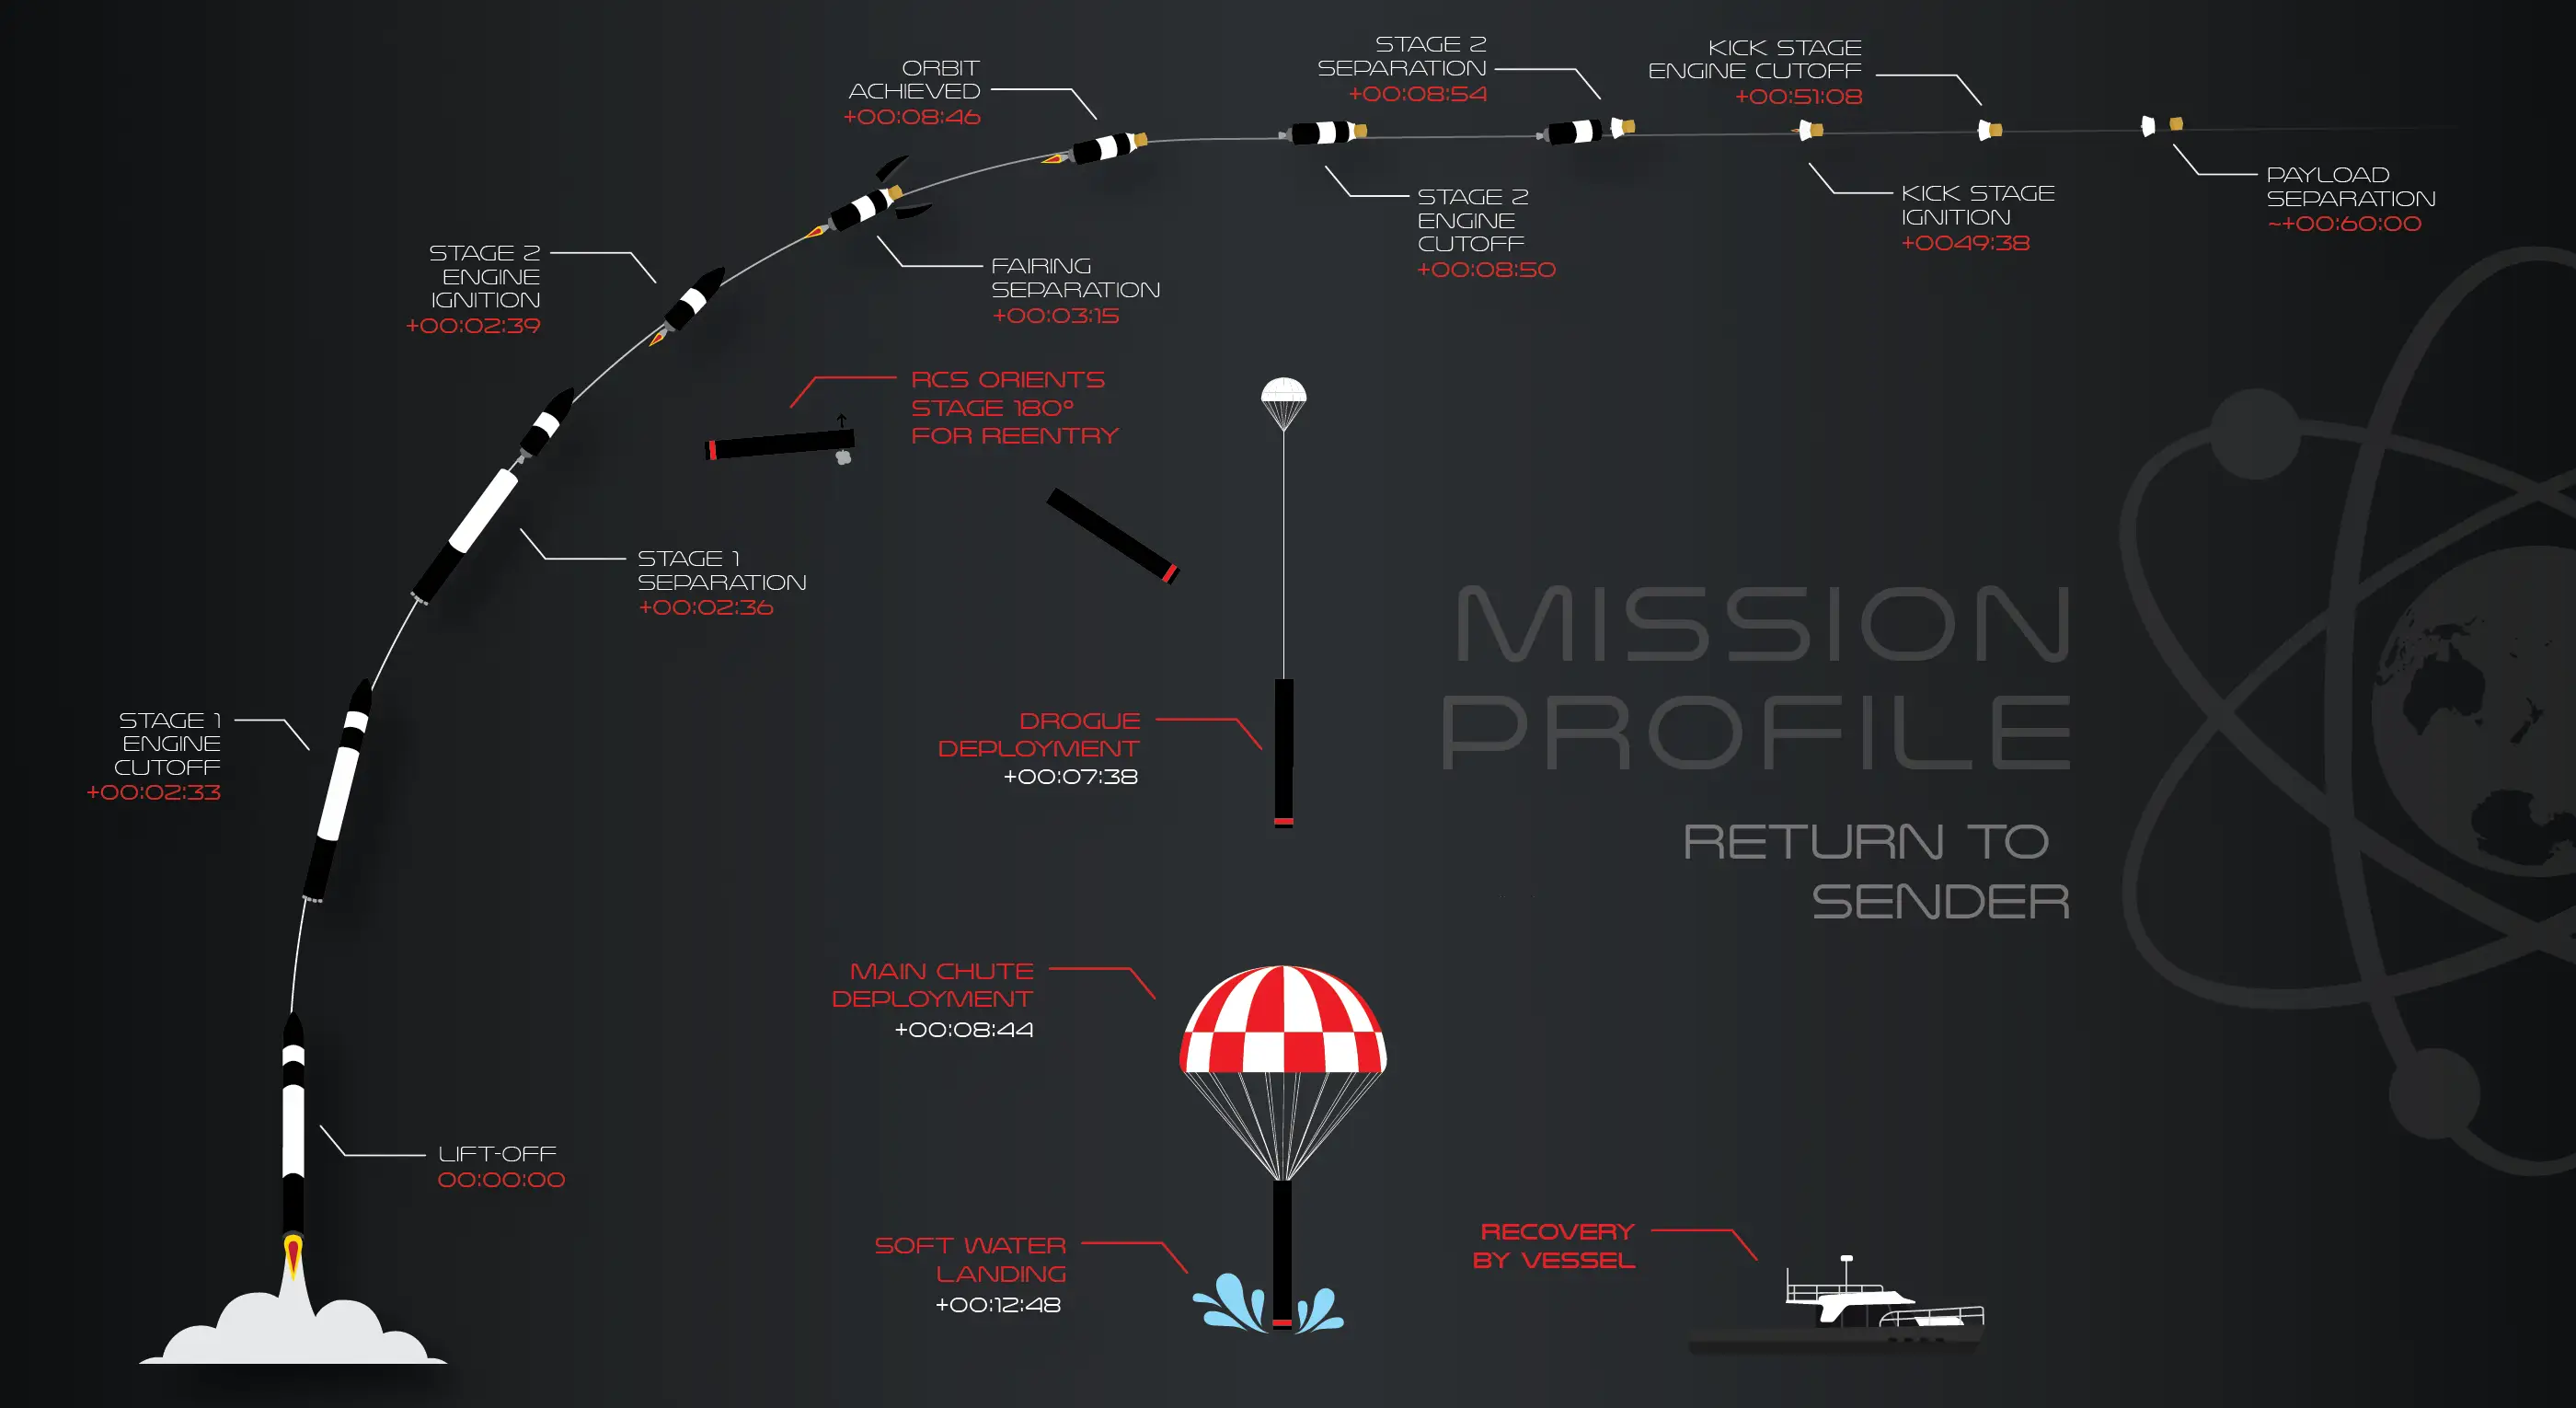 ORBIT
ACHIEVED
+00:08:46
STAGE 2
SEPARATION
+00:08:54
KICK STAGE
ENGINE CUTOFF
+00:51:08
PAYLOAD
SEPARATION
~+00:60:00
KICK STAGE
IGNITION
+0049:38
STAGE 2
ENGINE
CUTOFF
+00:08:50
STAGE 2
ENGINE
IGNITION
+00:02:39
FAIRING
SEPARATION
+00:03:15
RCS ORIENTS
STAGE 180°
FOR REENTRY
STAGE 1
SEPARATION
+00:02:36
MISSION
PROFILE
RETURN TO
SENDER
STAGE 1
ENGINE
CUTOFF
+00:02:33
DROGUE
DEPLOYMENT
+00:07:38
MAIN CHUTE
DEPLOYMENT
+00:08:44
LIFT-OFF
00:00:00
SOFT WATER
LANDING
+00:12:48
RECOVERY
BY VESSEL